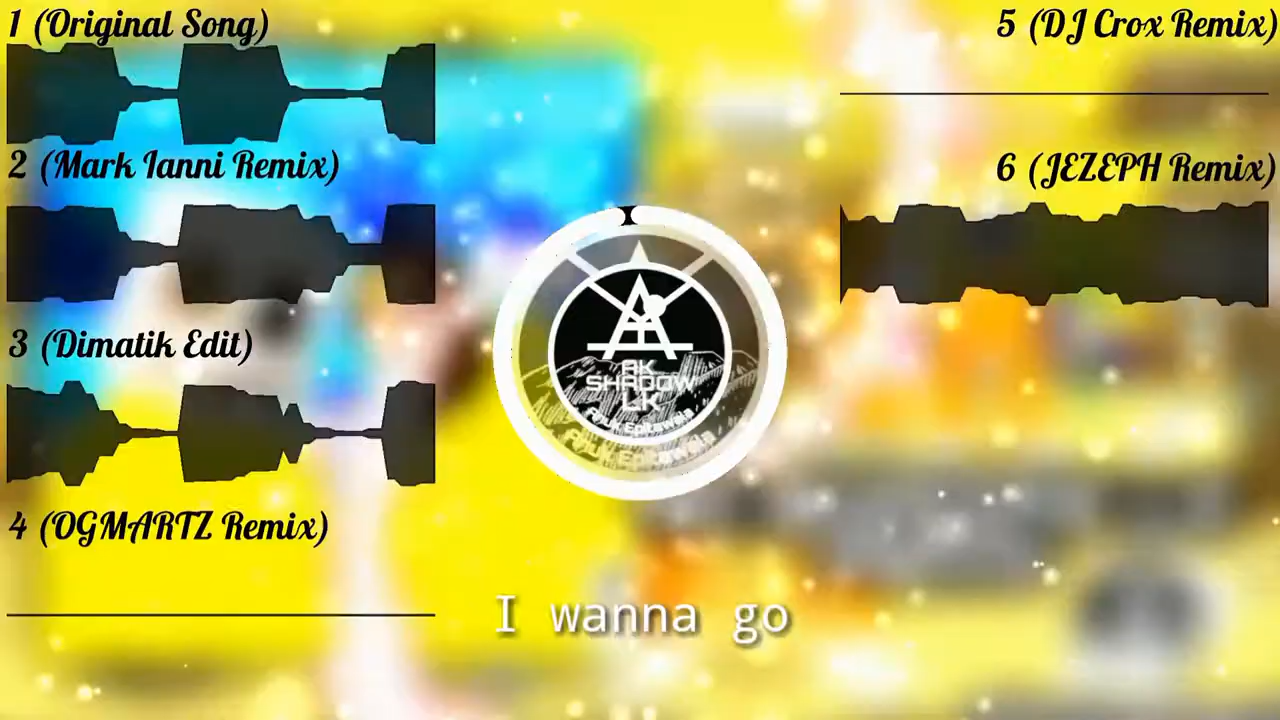 1 (Original Song)
2 (Mark Ianni Remix)
3 (Dimatik Edit)
4 (OGMARTZ Remix)
5 (DJ Crox Remix)
6 (JEZEPH Remix)
SHADOW
LK
I wanna go